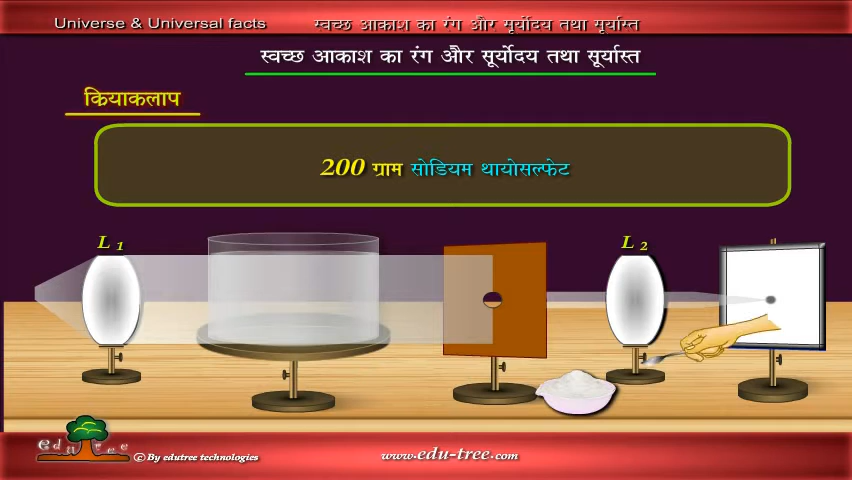 Universe & Universal facts
स्वच्छ आकाश का रंग और सूर्योदय तथा सूर्यास्त
स्वच्छ आकाश का रंग और सूर्योदय तथा सूर्यास्त
क्रियाकलाप
200 ग्राम सोडियम थायोसल्फेट
L 1
L 2
edutree
© By edutree technologies
www.edu-tree.com